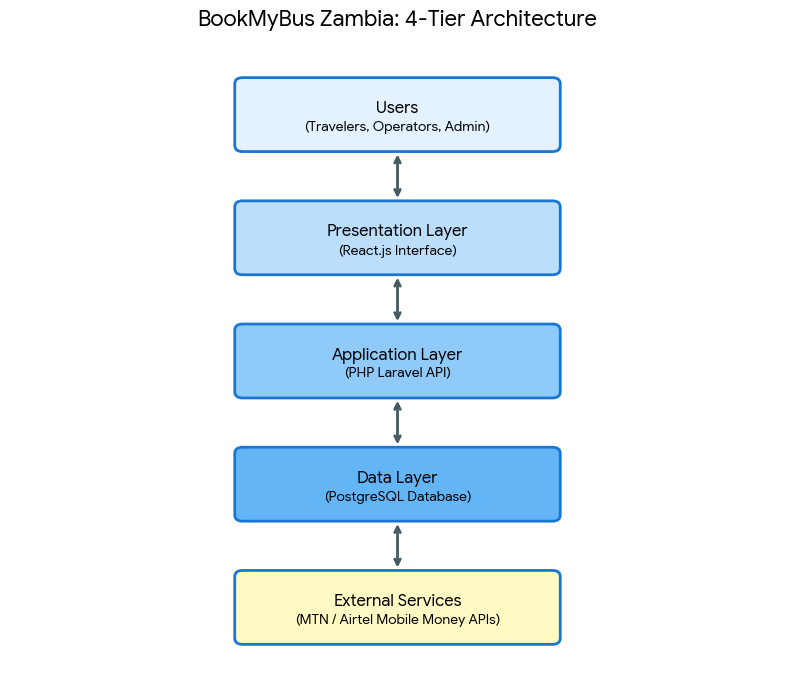 BookMyBus Zambia: 4-Tier Architecture
Users
(Travelers, Operators, Admin)
Presentation Layer
(React.js Interface)
Application Layer
(PHP Laravel API)
Data Layer
(PostgreSQL Database)
External Services
(MTN / Airtel Mobile Money APIs)